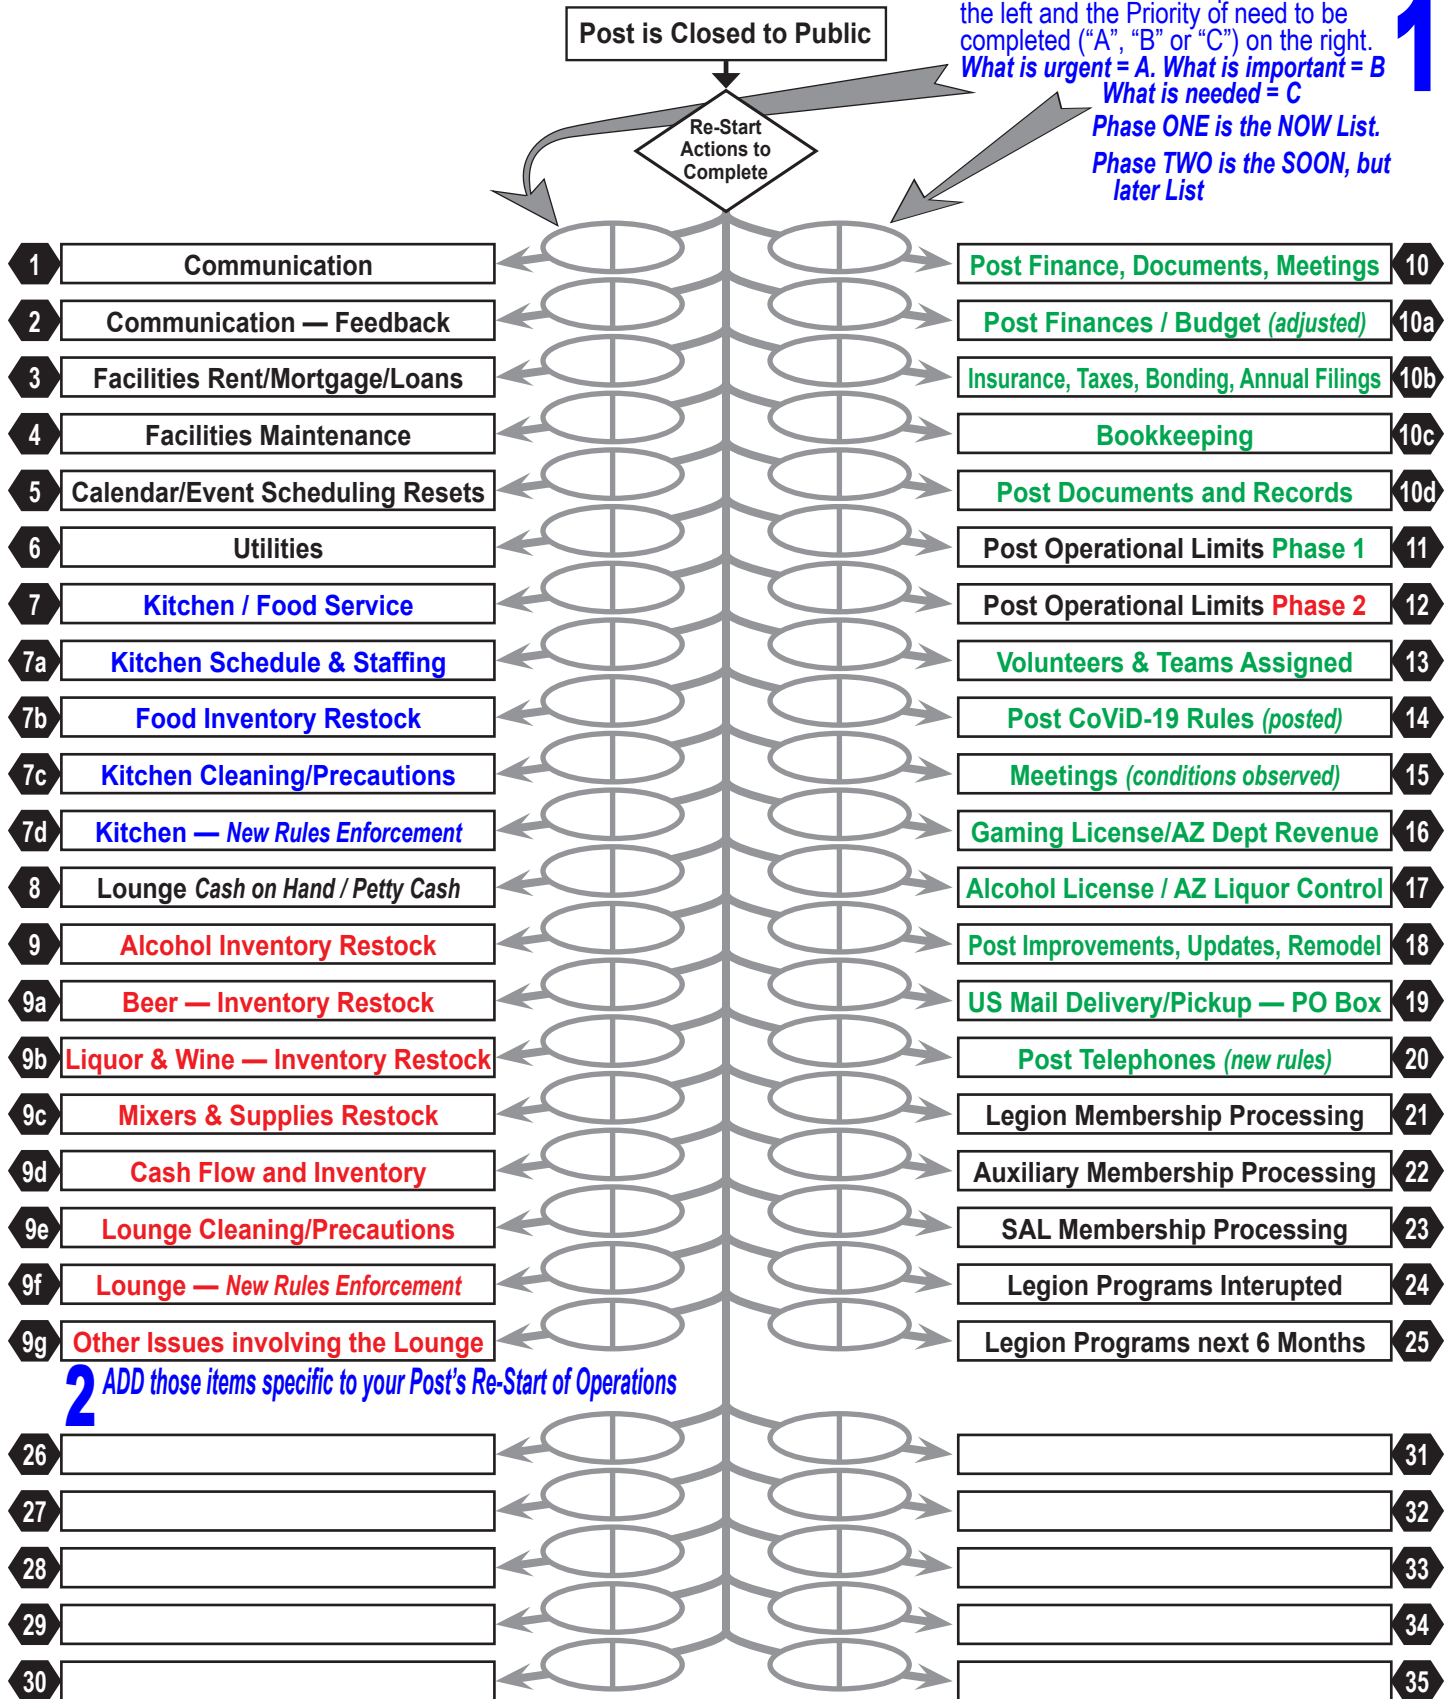 Post is Closed to Public
the left and the Priority of need to be
completed (“A”, “B” or “C”) on the right.
What is urgent = A. What is important = B
What is needed = C
Phase ONE is the NOW List.
Phase TWO is the SOON, but
later List
1
Re-Start
Actions to
Complete
1 Communication
2 Communication — Feedback
3 Facilities Rent/Mortgage/Loans
4 Facilities Maintenance
5 Calendar/Event Scheduling Resets
6 Utilities
7 Kitchen / Food Service
7a Kitchen Schedule & Staffing
7b Food Inventory Restock
7c Kitchen Cleaning/Precautions
7d Kitchen — New Rules Enforcement
8 Lounge Cash on Hand / Petty Cash
9 Alcohol Inventory Restock
9a Beer — Inventory Restock
9b Liquor & Wine — Inventory Restock
9c Mixers & Supplies Restock
9d Cash Flow and Inventory
9e Lounge Cleaning/Precautions
9f Lounge — New Rules Enforcement
9g Other Issues involving the Lounge
Post Finance, Documents, Meetings 10
Post Finances / Budget (adjusted) 10a
Insurance, Taxes, Bonding, Annual Filings 10b
Bookkeeping 10c
Post Documents and Records 10d
Post Operational Limits Phase 1 11
Post Operational Limits Phase 2 12
Volunteers & Teams Assigned 13
Post CoViD-19 Rules (posted) 14
Meetings (conditions observed) 15
Gaming License/AZ Dept Revenue 16
Alcohol License / AZ Liquor Control 17
Post Improvements, Updates, Remodel 18
US Mail Delivery/Pickup — PO Box 19
Post Telephones (new rules) 20
Legion Membership Processing 21
Auxiliary Membership Processing 22
SAL Membership Processing 23
Legion Programs Interupted 24
Legion Programs next 6 Months 25
2 ADD those items specific to your Post's Re-Start of Operations
26
27
28
29
30
31
32
33
34
35